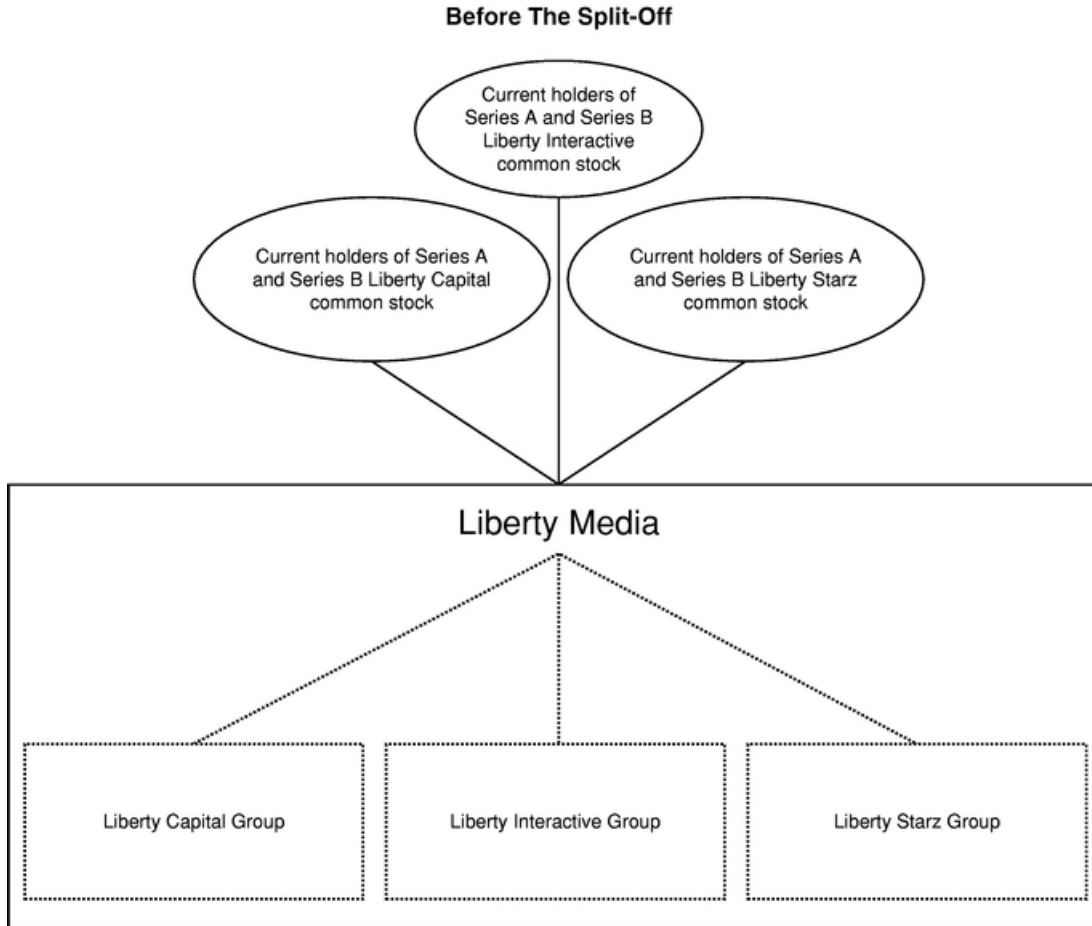 Before The Split-Off
Current holders of
Series A and Series B
Liberty Interactive
common stock
Current holders of Series A
and Series B Liberty Capital
common stock
Current holders of Series A
and Series B Liberty Starz
common stock
Liberty Media
Liberty Capital Group
Liberty Interactive Group
Liberty Starz Group